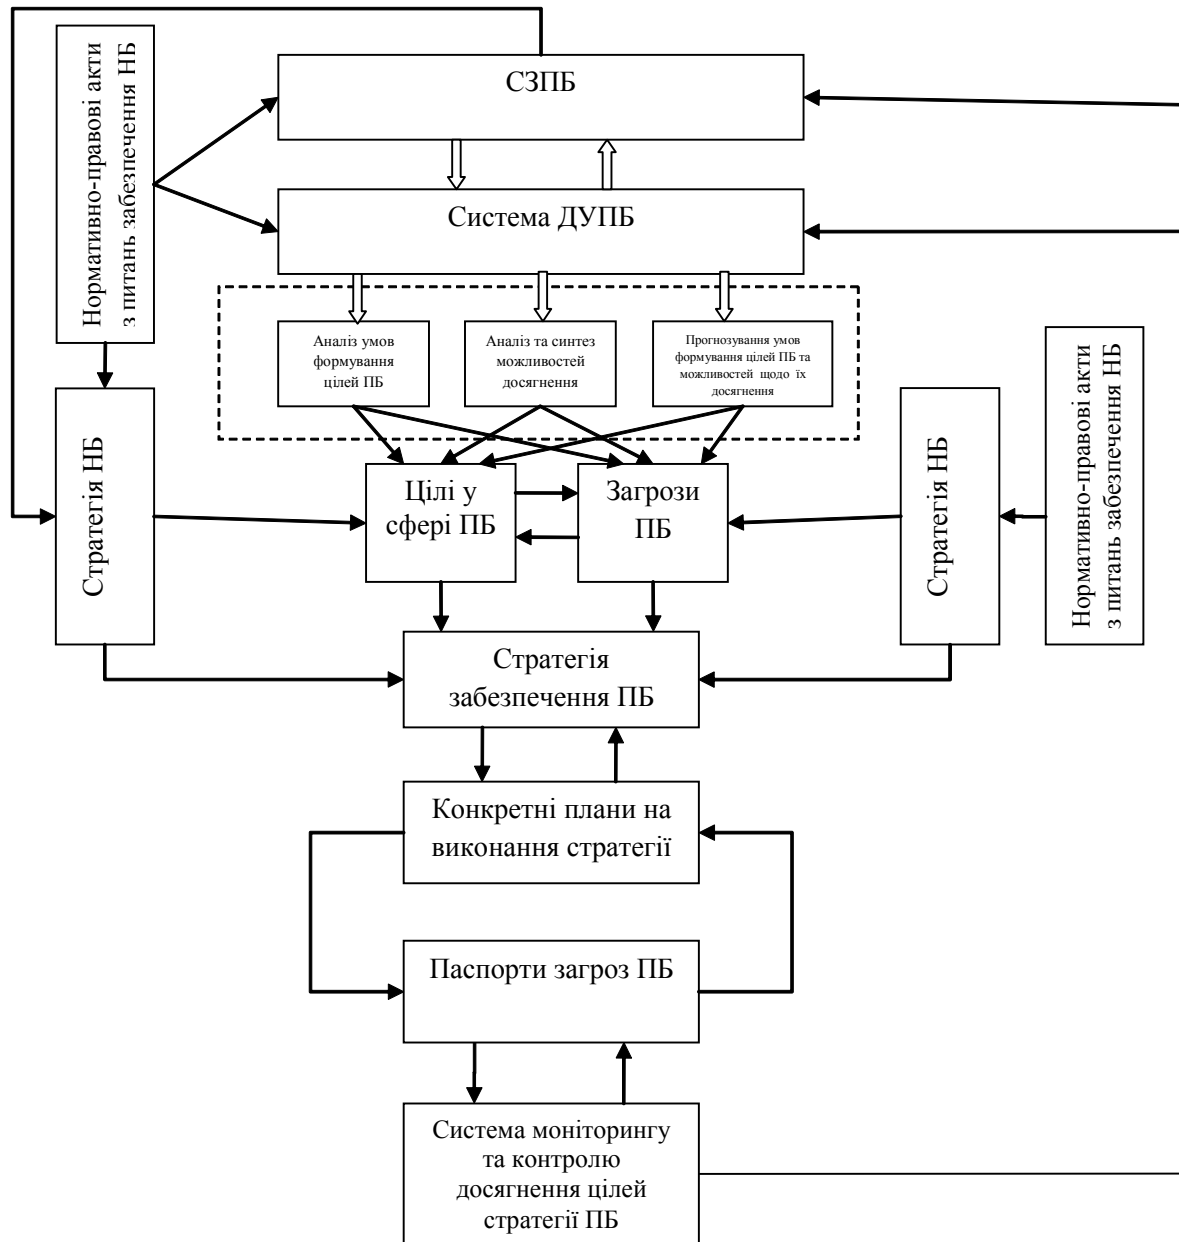 Нормативно-правові акти
з питань забезпечення НБ
СЗПБ
Система ДУПБ
Аналіз умов
формування
цілей ПБ
Аналіз та синтез
можливостей
досягнення
Прогнозування умов
формування цілей ПБ та
можливостей щодо їх
досягнення
Стратегія НБ
Цілі у
сфері ПБ
Загрози
ПБ
Стратегія НБ
Нормативно-правові акти
з питань забезпечення НБ
Стратегія
забезпечення ПБ
Конкретні плани на
виконання стратегії
Паспорти загроз ПБ
Система моніторингу
та контролю
досягнення цілей
стратегії ПБ